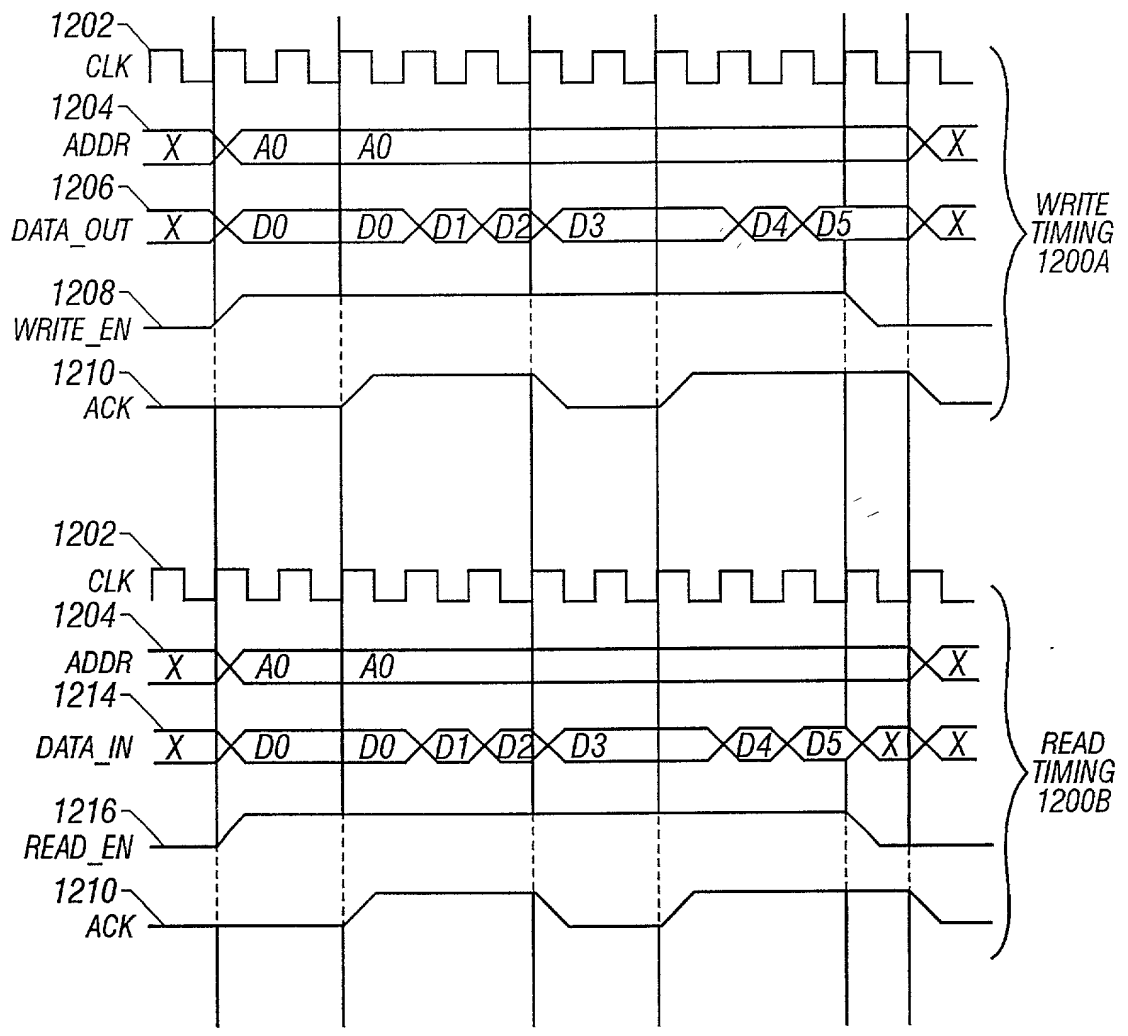 1202
CLK
1204
ADDR X A0 A0 X
1206
DATA_OUT X D0 D0 D1 D2 D3 D4 D5 X
WRITE
TIMING
1200A
1208
WRITE_EN
1210
ACK
1202
CLK
1204
ADDR X A0 A0 X
1214
DATA_IN X D0 D0 D1 D2 D3 D4 D5 X X
READ
TIMING
1200B
1216
READ_EN
1210
ACK